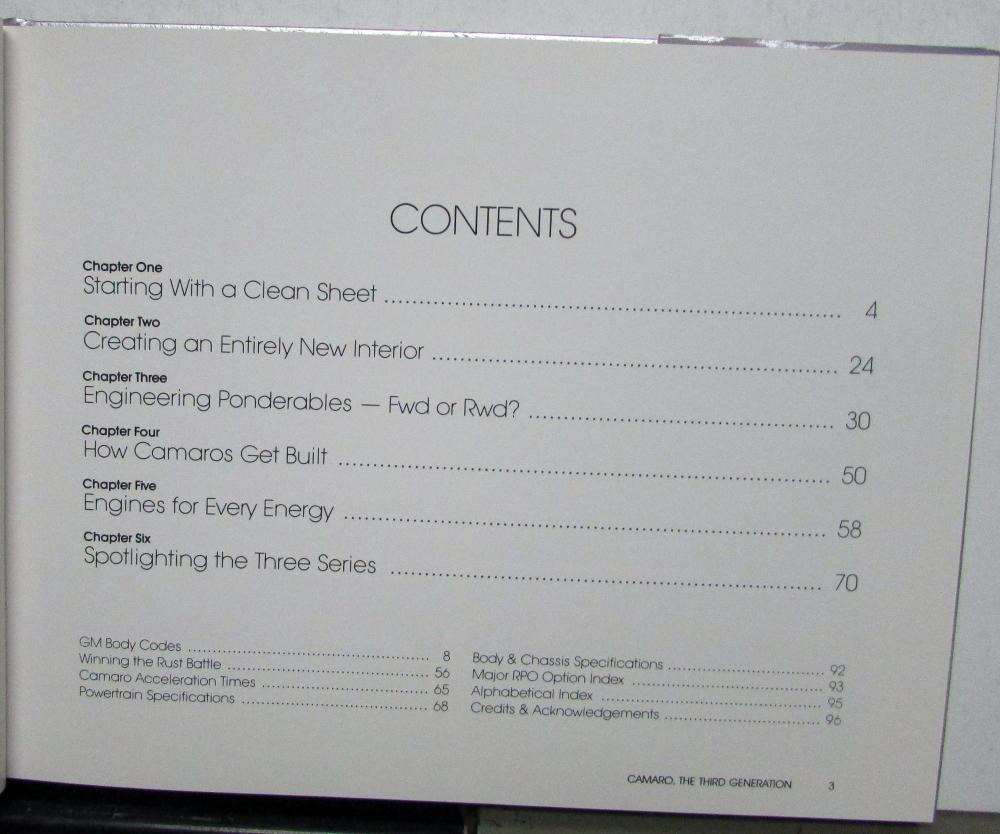 CONTENTS
Chapter One
Starting With a Clean Sheet ........ 4
Chapter Two
Creating an Entirely New Interior ........ 24
Chapter Three
Engineering Ponderables — Fwd or Rwd? ........ 30
Chapter Four
How Camaros Get Built ........ 50
Chapter Five
Engines for Every Energy ........ 58
Chapter Six
Spotlighting the Three Series ........ 70
GM Body Codes ........ 8
Winning the Rust Battle ........ 56
Camaro Acceleration Times ........ 65
Powertrain Specifications ........ 68
Body & Chassis Specifications ........ 92
Major RPO Option Index ........ 93
Alphabetical Index ........ 95
Credits & Acknowledgements ........ 96
CAMARO, THE THIRD GENERATION 3